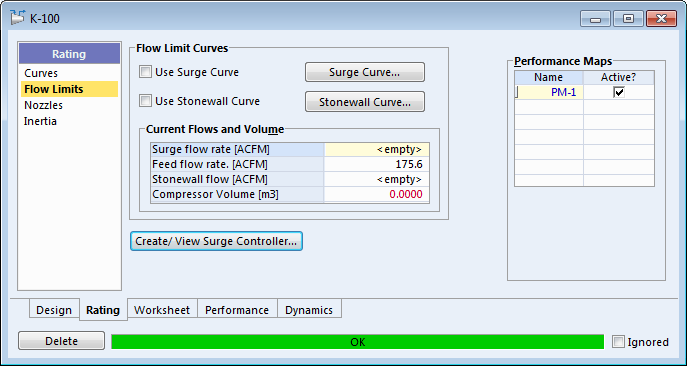 K-100
Rating
Curves
Flow Limits
Nozzles
Inertia
Flow Limit Curves
Use Surge Curve
Surge Curve...
Use Stonewall Curve
Stonewall Curve...
Current Flows and Volume
Surge flow rate [ACFM] <empty>
Feed flow rate. [ACFM] 175.6
Stonewall flow [ACFM] <empty>
Compressor Volume [m3] 0.0000
Create/ View Surge Controller...
Performance Maps
Name Active?
PM-1
Design Rating Worksheet Performance Dynamics
Delete OK Ignored